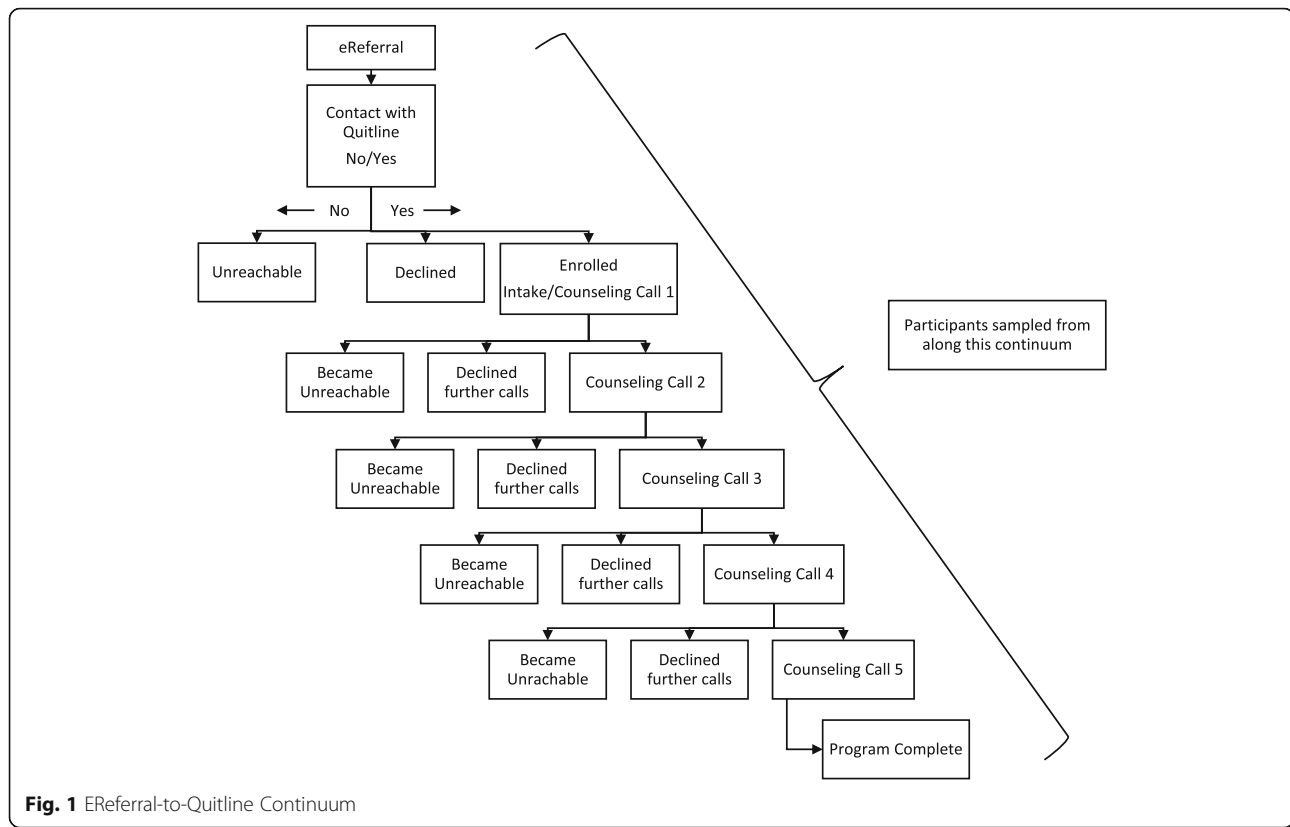 eReferral
Contact with
Quitline
No/Yes
No Yes
Unreachable
Declined
Enrolled
Intake/Counseling Call 1
Participants sampled from
along this continuum
Became
Unreachable
Declined
further calls
Counseling Call 2
Became
Unreachable
Declined
further calls
Counseling Call 3
Became
Unreachable
Declined
further calls
Counseling Call 4
Became
Unrachable
Declined
further calls
Counseling Call 5
Program Complete
Fig. 1 EReferral-to-Quitline Continuum